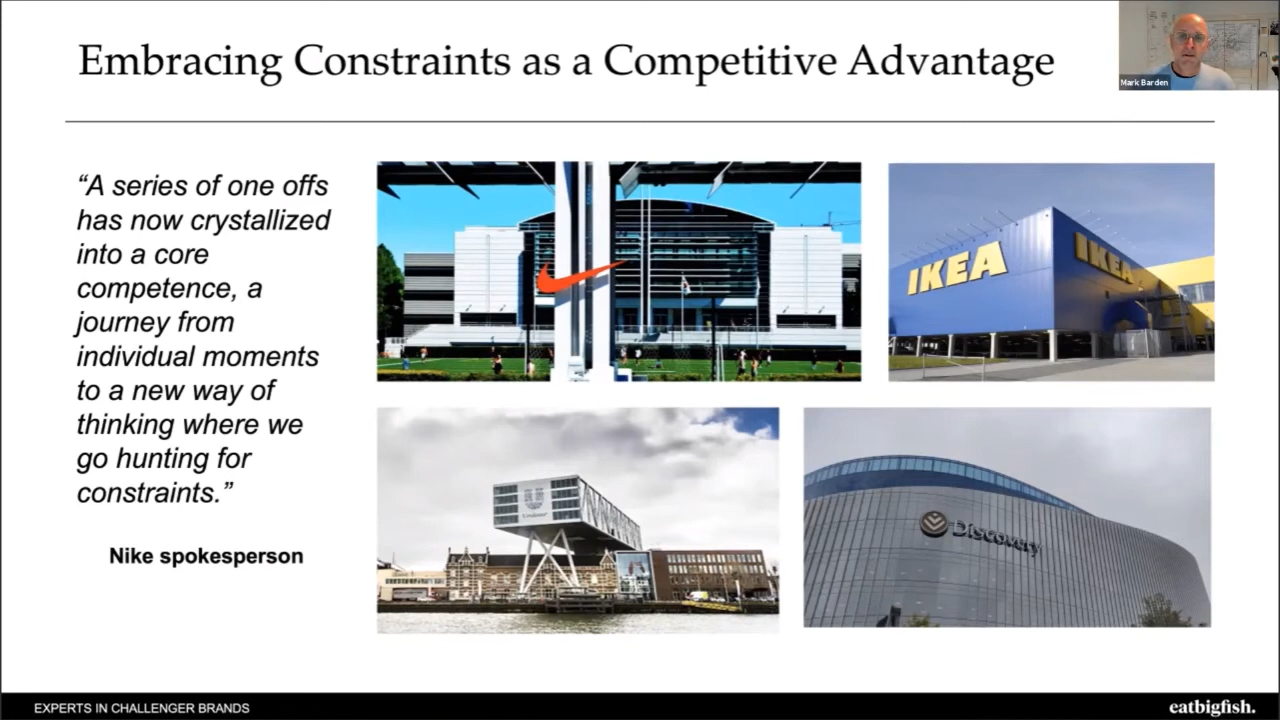 Embracing Constraints as a Competitive Advantage
Mark Barden
“A series of one offs
has now crystallized
into a core
competence, a
journey from
individual moments
to a new way of
thinking where we
go hunting for
constraints.”
Nike spokesperson
IKEA
IKEA
Unilever
Discovery
EXPERTS IN CHALLENGER BRANDS
eatbigfish.